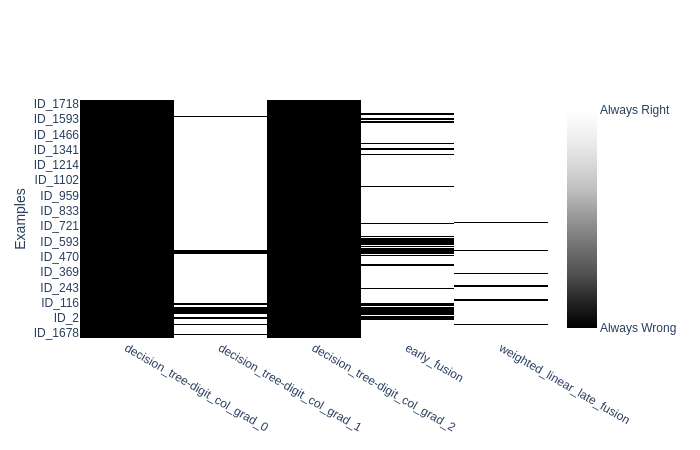 Always Right
ID_1718
ID_1593
ID_1466
ID_1341
ID_1214
ID_1102
ID_959
ID_833
ID_721
ID_593
ID_470
ID_369
ID_243
ID_116
ID_2
ID_1678
Examples
Always Wrong
decision_tree-digit_col_grad_0
decision_tree-digit_col_grad_1
decision_tree-digit_col_grad_2
early_fusion
weighted_linear_late_fusion